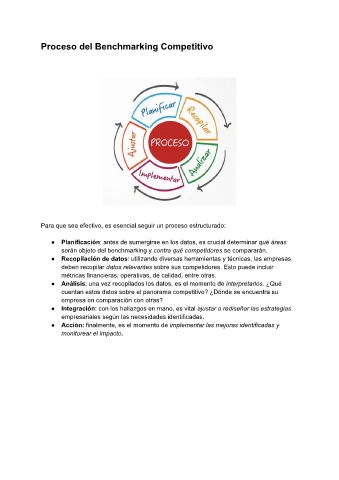 Proceso del Benchmarking Competitivo
Planificar
Recopilar
Analizar
Implementar
Ajustar
PROCESO
Para que sea efectivo, es esencial seguir un proceso estructurado:
● Planificación: antes de sumergirse en los datos, es crucial determinar qué áreas
serán objeto del benchmarking y contra qué competidores se compararán.
● Recopilación de datos: utilizando diversas herramientas y técnicas, las empresas
deben recopilar datos relevantes sobre sus competidores. Esto puede incluir
métricas financieras, operativas, de calidad, entre otras.
● Análisis: una vez recopilados los datos, es el momento de interpretarlos. ¿Qué
cuentan estos datos sobre el panorama competitivo? ¿Dónde se encuentra su
empresa en comparación con otras?
● Integración: con los hallazgos en mano, es vital ajustar o rediseñar las estrategias
empresariales según las necesidades identificadas.
● Acción: finalmente, es el momento de implementar las mejoras identificadas y
monitorear el impacto.